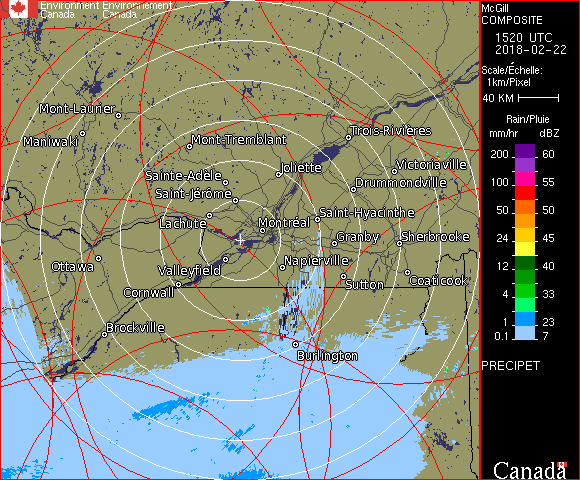 Environment Environnement
Canada Canada
McGill
COMPOSITE
1520 UTC
2018-02-22
Scale/Échelle:
1km/Pixel
40 KM
Rain/Pluie
mm/hr dBZ
200 60
100 55
50 50
24 45
12 40
4 33
1 23
0.1 7
PRECIPET
Canada
Mont-Laurier
Maniwaki
Mont-Tremblant
Trois-Rivières
Victoriaville
Joliette
Sainte-Adèle
Drummondville
Saint-Jérôme
Saint-Hyacinthe
Lachute
Montréal
Granby
Sherbrooke
Ottawa
Valleyfield
Napierville
Sutton
Coaticook
Cornwall
Brockville
Burlington